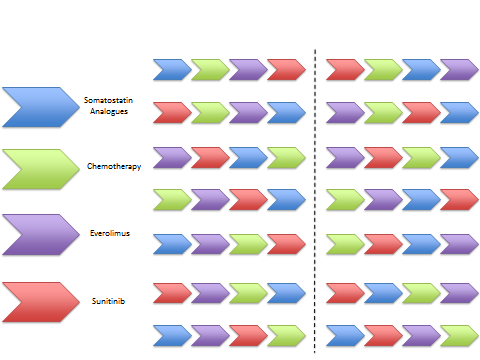 Somatostatin
Analogues
Chemotherapy
Everolimus
Sunitinib